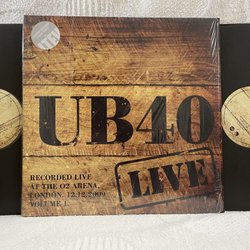 UB40
LIVE
RECORDED LIVE
AT THE O2 ARENA,
LONDON, 12.12.2009
VOLUME 1.